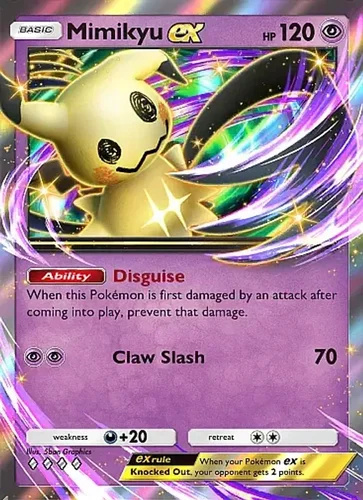 BASIC Mimikyu ex HP 120
Ability Disguise
When this Pokémon is first damaged by an attack after
coming into play, prevent that damage.
Claw Slash 70
Illus. 5ban Graphics
weakness +20 retreat
ex rule When your Pokémon ex is
Knocked Out, your opponent gets 2 points.